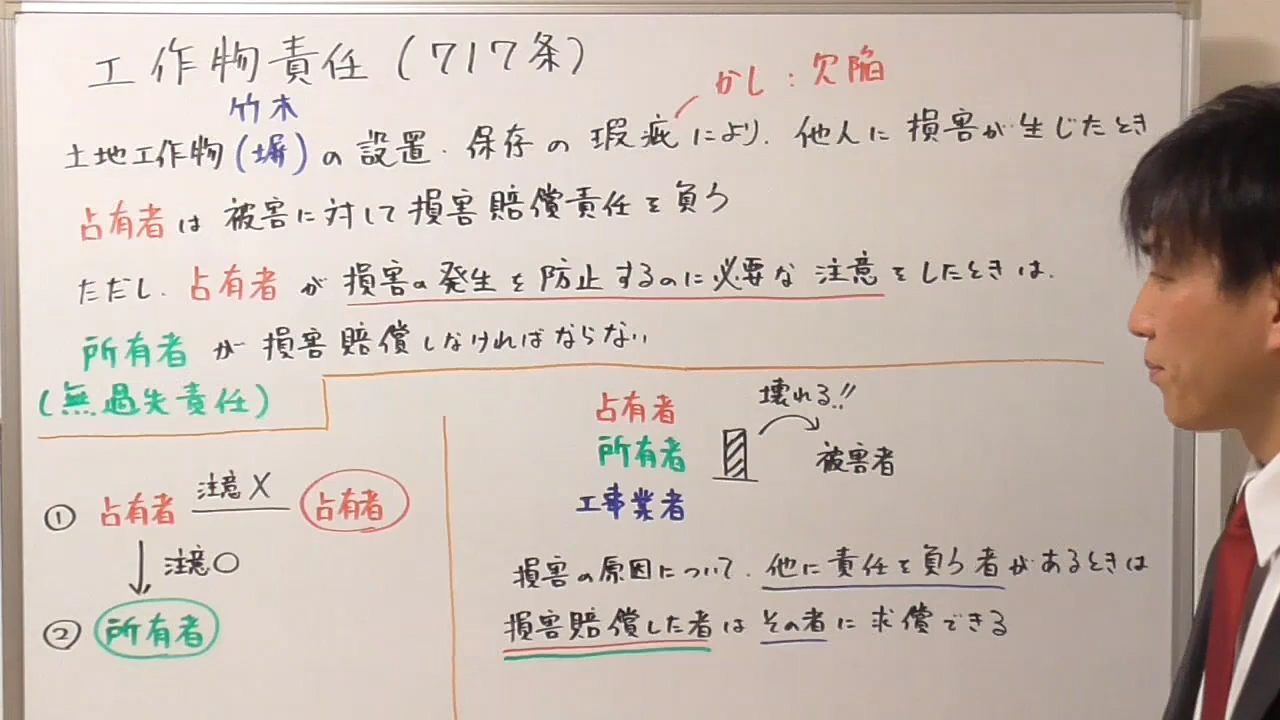 工作物責任（717条）
かし：欠陥
竹木
土地工作物（塀）の設置・保存の瑕疵により、他人に損害が生じたとき
占有者は被害に対して損害賠償責任を負う
ただし、占有者が損害の発生を防止するのに必要な注意をしたときは、
所有者が損害賠償しなければならない
（無過失責任）
① 占有者 注意× 占有者
注意○
② 所有者
占有者 壊れる!!
所有者 被害者
工事業者
損害の原因について、他に責任を負う者があるときは
損害賠償した者はその者に求償できる